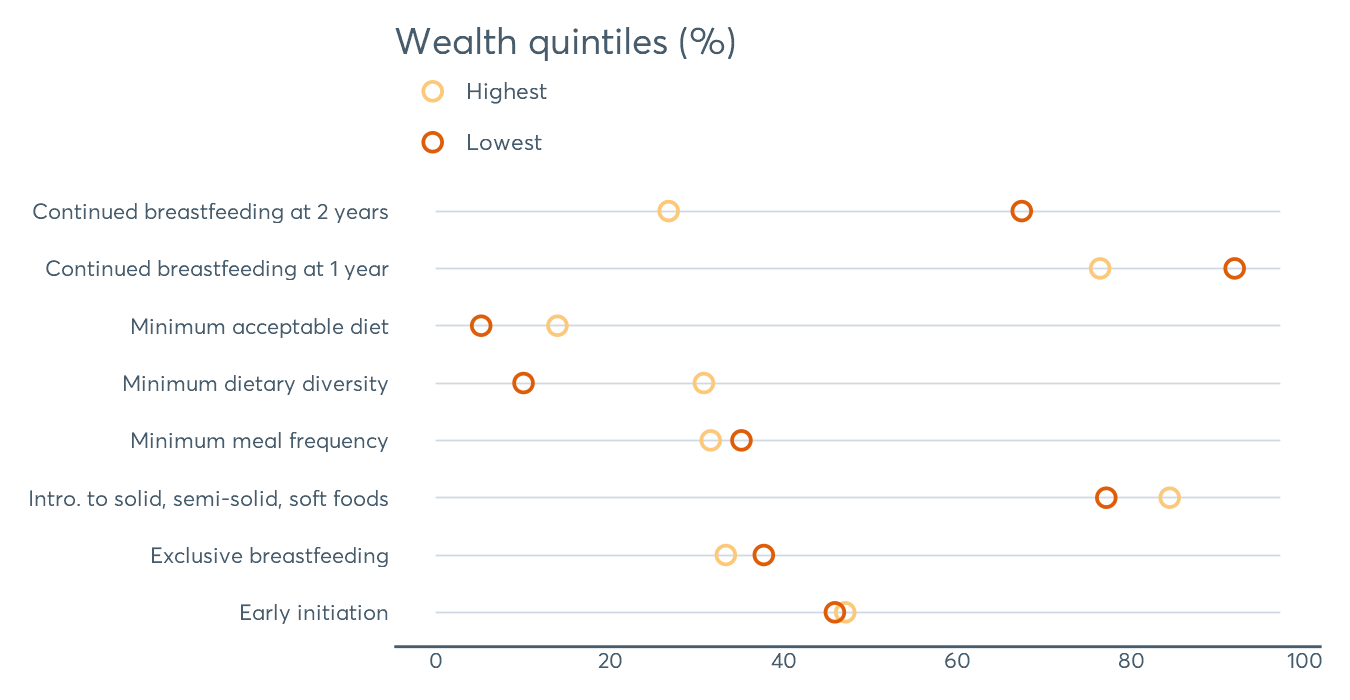 Wealth quintiles (%)
Highest
Lowest
Continued breastfeeding at 2 years
Continued breastfeeding at 1 year
Minimum acceptable diet
Minimum dietary diversity
Minimum meal frequency
Intro. to solid, semi-solid, soft foods
Exclusive breastfeeding
Early initiation
0 20 40 60 80 100